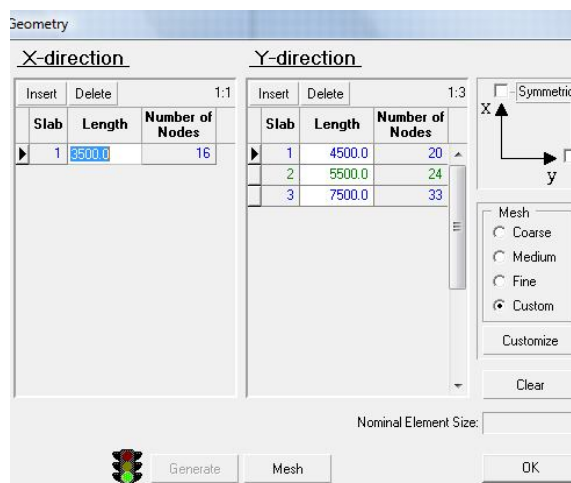 Geometry
X-direction
Y-direction
Insert Delete 1:1
Slab Length Number of Nodes
1 3500.0 16
Insert Delete 1:3
Slab Length Number of Nodes
1 4500.0 20
2 5500.0 24
3 7500.0 33
Symmetric
X
y
Mesh
Coarse
Medium
Fine
Custom
Customize
Clear
Nominal Element Size:
Generate
Mesh
OK